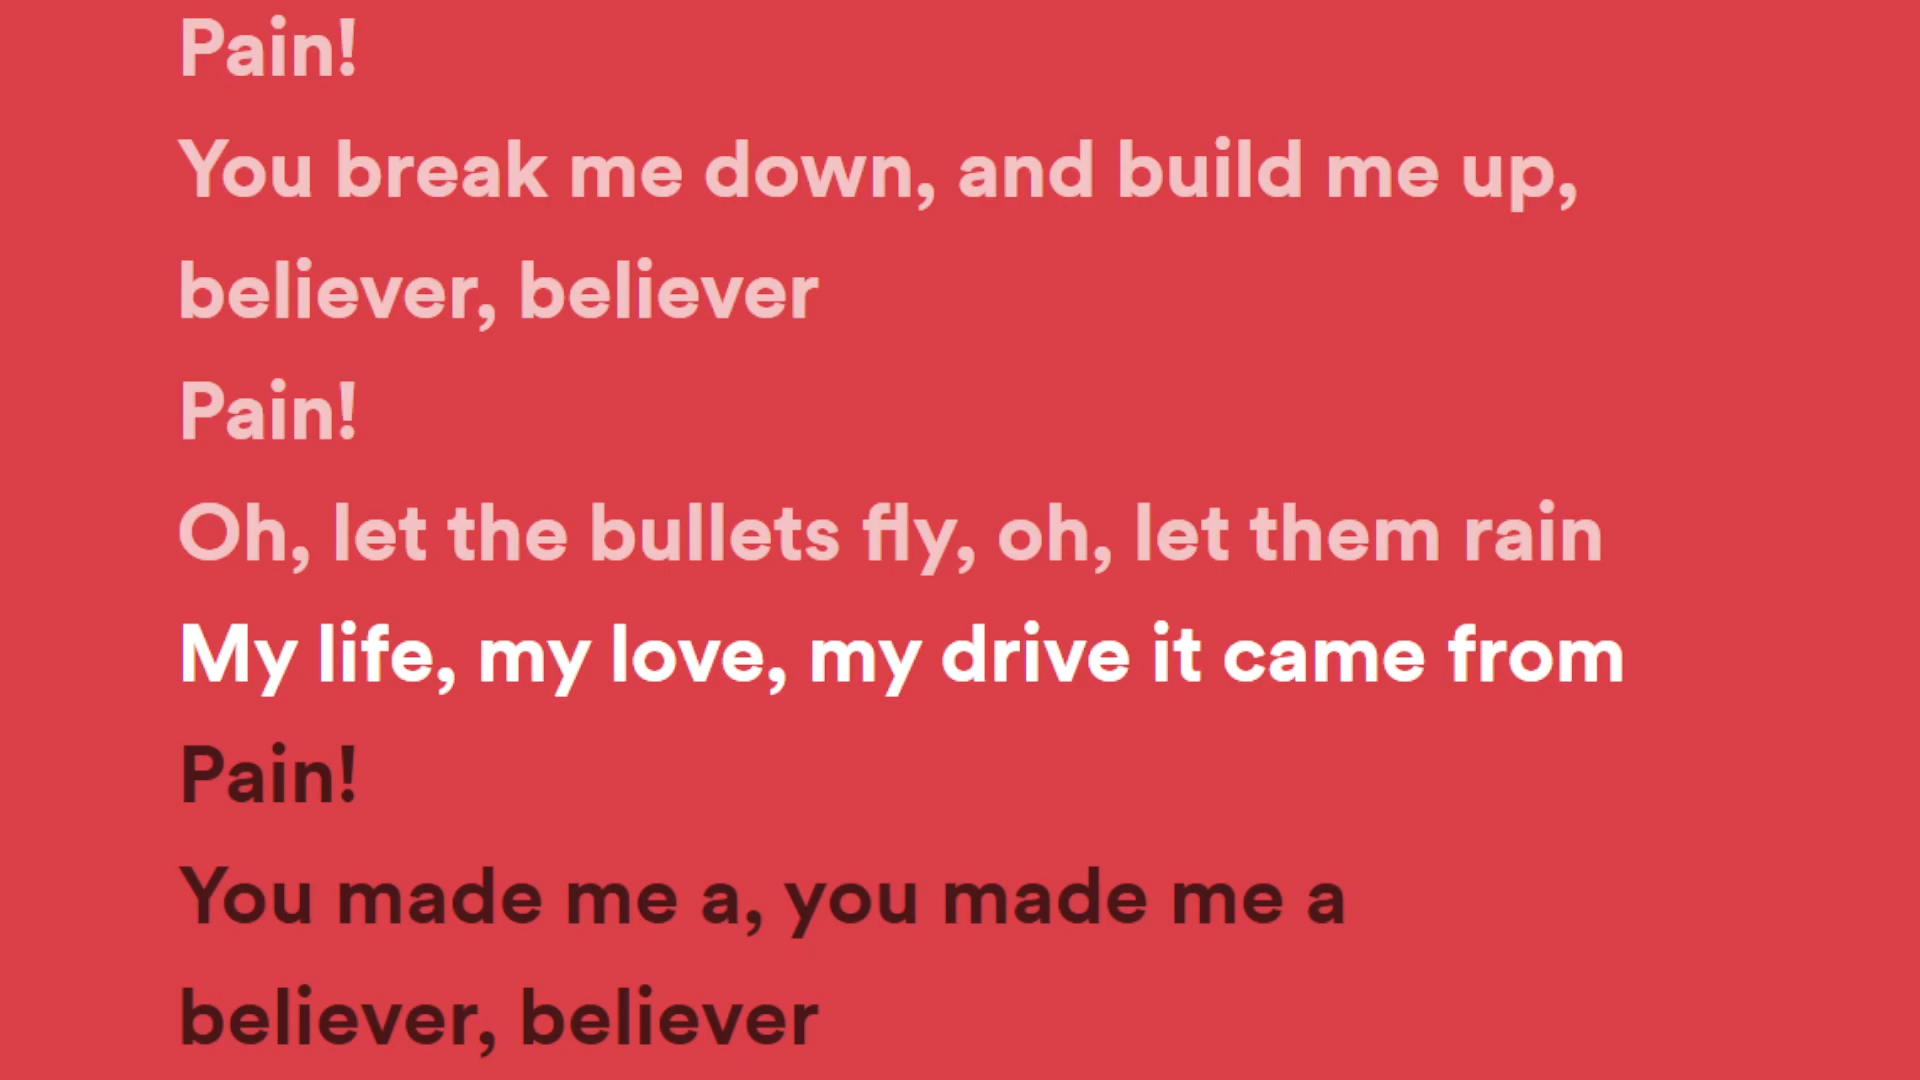 Pain!
You break me down, and build me up,
believer, believer
Pain!
Oh, let the bullets fly, oh, let them rain
My life, my love, my drive it came from
Pain!
You made me a, you made me a
believer, believer